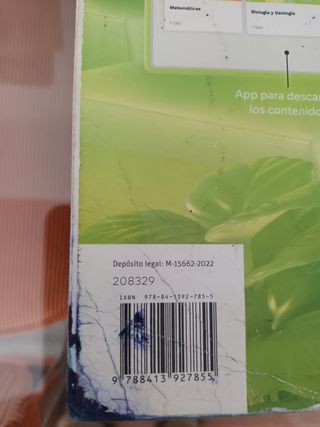 Matemáticas
Biología y Geología
App para descar
los contenido
Depósito legal: M-15662-2022
208329
ISBN 978-84-1392-785-5
9 788413 927855